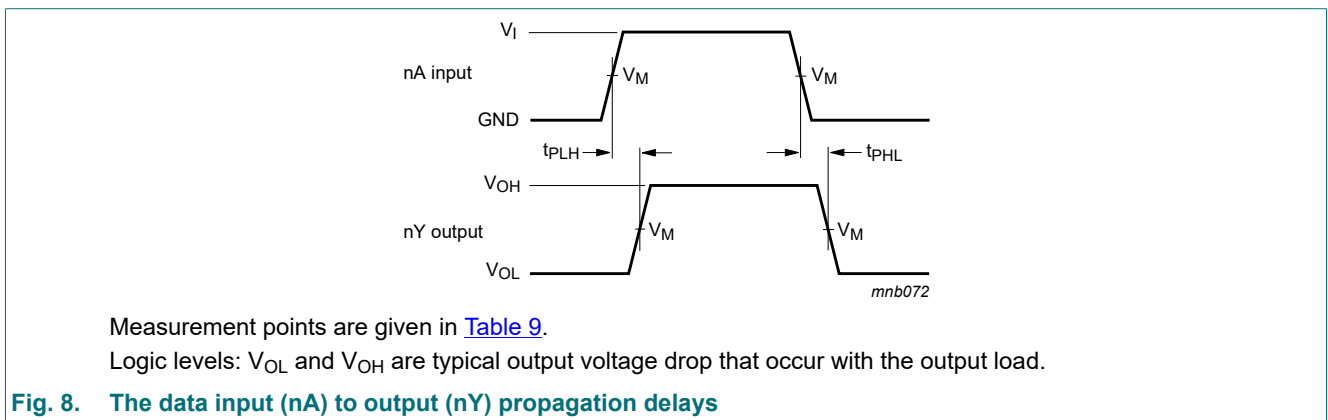 VI
nA input
VM
VM
GND
tPLH
tPHL
VOH
nY output
VM
VM
VOL
mnb072
Measurement points are given in Table 9.
Logic levels: VOL and VOH are typical output voltage drop that occur with the output load.
Fig. 8. The data input (nA) to output (nY) propagation delays